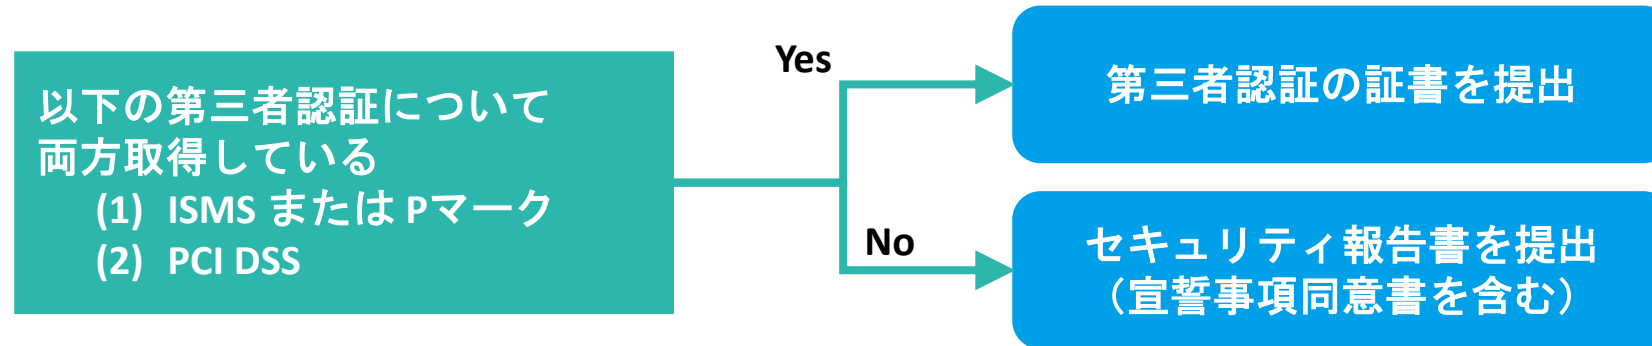 以下の第三者認証について
両方取得している
(1) ISMS または Pマーク
(2) PCI DSS
Yes
第三者認証の証書を提出
No
セキュリティ報告書を提出
（宣誓事項同意書を含む）